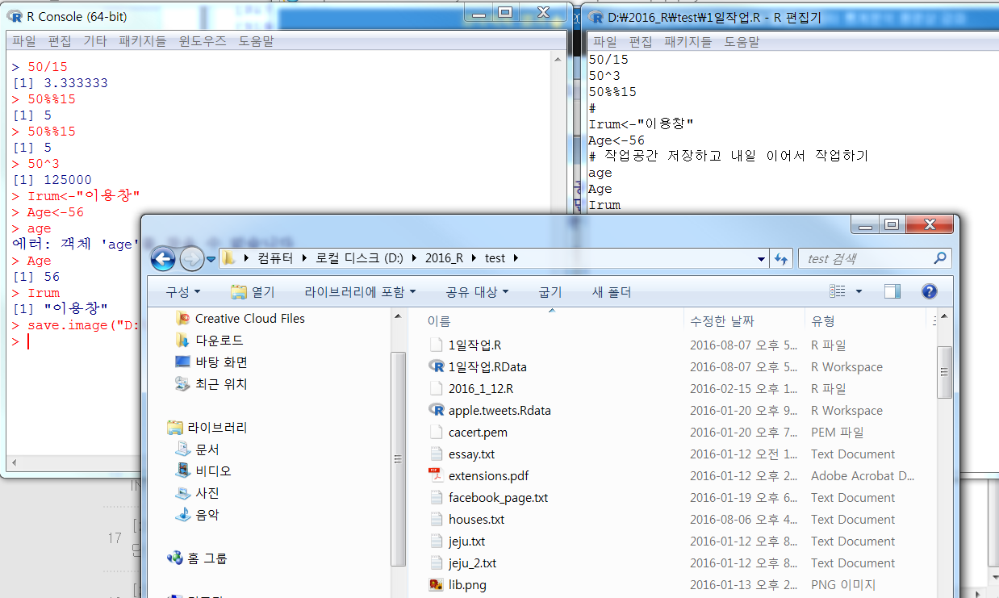 R Console (64-bit)
파일 편집 기타 패키지들 윈도우즈 도움말
> 50/15
[1] 3.333333
> 50%%15
[1] 5
> 50%%15
[1] 5
> 50^3
[1] 125000
> Irum<-"이용창"
> Age<-56
> age
에러: 객체 'age'
> Age
[1] 56
> Irum
[1] "이용창"
> save.image("D:
>
D:₩2016_R₩test₩1일작업.R - R 편집기
파일 편집 패키지들 도움말
50/15
50^3
50%%15
#
Irum<-"이용창"
Age<-56
# 작업공간 저장하고 내일 이어서 작업하기
age
Age
Irum
컴퓨터 로컬 디스크 (D:) 2016_R test
test 검색
구성 열기 라이브러리에 포함 공유 대상 굽기 새 폴더
Creative Cloud Files
다운로드
바탕 화면
최근 위치
라이브러리
문서
비디오
사진
음악
홈 그룹
이름 수정한 날짜 유형
1일작업.R 2016-08-07 오후 5... R 파일
1일작업.RData 2016-08-07 오후 5... R Workspace
2016_1_12.R 2016-02-15 오후 1... R 파일
apple.tweets.Rdata 2016-01-20 오후 9... R Workspace
cacert.pem 2016-01-20 오후 7... PEM 파일
essay.txt 2016-01-12 오전 1... Text Document
extensions.pdf 2016-01-12 오후 2... Adobe Acrobat D...
facebook_page.txt 2016-01-19 오후 6... Text Document
houses.txt 2016-08-06 오후 4... Text Document
jeju.txt 2016-01-12 오후 8... Text Document
jeju_2.txt 2016-01-12 오후 8... Text Document
lib.png 2016-01-13 오후 2... PNG 이미지
17